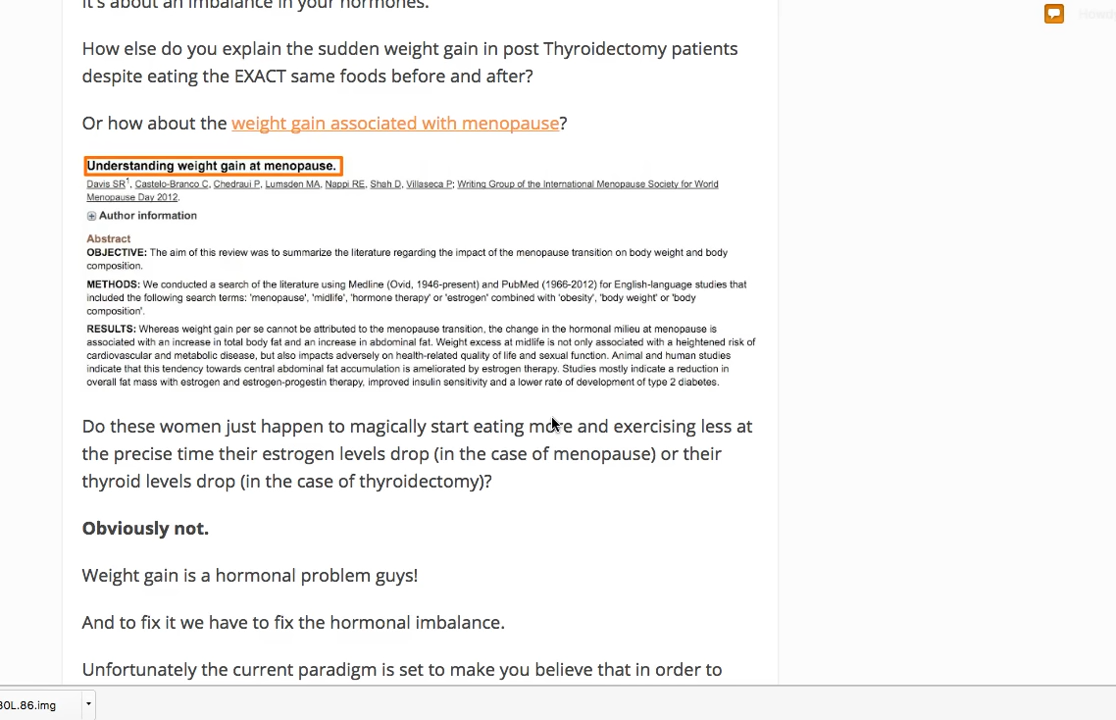 it's about an imbalance in your hormones.
How else do you explain the sudden weight gain in post Thyroidectomy patients
despite eating the EXACT same foods before and after?
Or how about the weight gain associated with menopause?
Understanding weight gain at menopause.
Davis SR1, Castelo-Branco C, Chedraui P, Lumsden MA, Nappi RE, Shah D, Villaseca P; Writing Group of the International Menopause Society for World
Menopause Day 2012.
Author information
Abstract
OBJECTIVE: The aim of this review was to summarize the literature regarding the impact of the menopause transition on body weight and body
composition.
METHODS: We conducted a search of the literature using Medline (Ovid, 1946-present) and PubMed (1966-2012) for English-language studies that
included the following search terms: 'menopause', 'midlife', 'hormone therapy' or 'estrogen' combined with 'obesity', 'body weight' or 'body
composition'.
RESULTS: Whereas weight gain per se cannot be attributed to the menopause transition, the change in the hormonal milieu at menopause is
associated with an increase in total body fat and an increase in abdominal fat. Weight excess at midlife is not only associated with a heightened risk of
cardiovascular and metabolic disease, but also impacts adversely on health-related quality of life and sexual function. Animal and human studies
indicate that this tendency towards central abdominal fat accumulation is ameliorated by estrogen therapy. Studies mostly indicate a reduction in
overall fat mass with estrogen and estrogen-progestin therapy, improved insulin sensitivity and a lower rate of development of type 2 diabetes.
Do these women just happen to magically start eating more and exercising less at
the precise time their estrogen levels drop (in the case of menopause) or their
thyroid levels drop (in the case of thyroidectomy)?
Obviously not.
Weight gain is a hormonal problem guys!
And to fix it we have to fix the hormonal imbalance.
Unfortunately the current paradigm is set to make you believe that in order to
30L.86.img